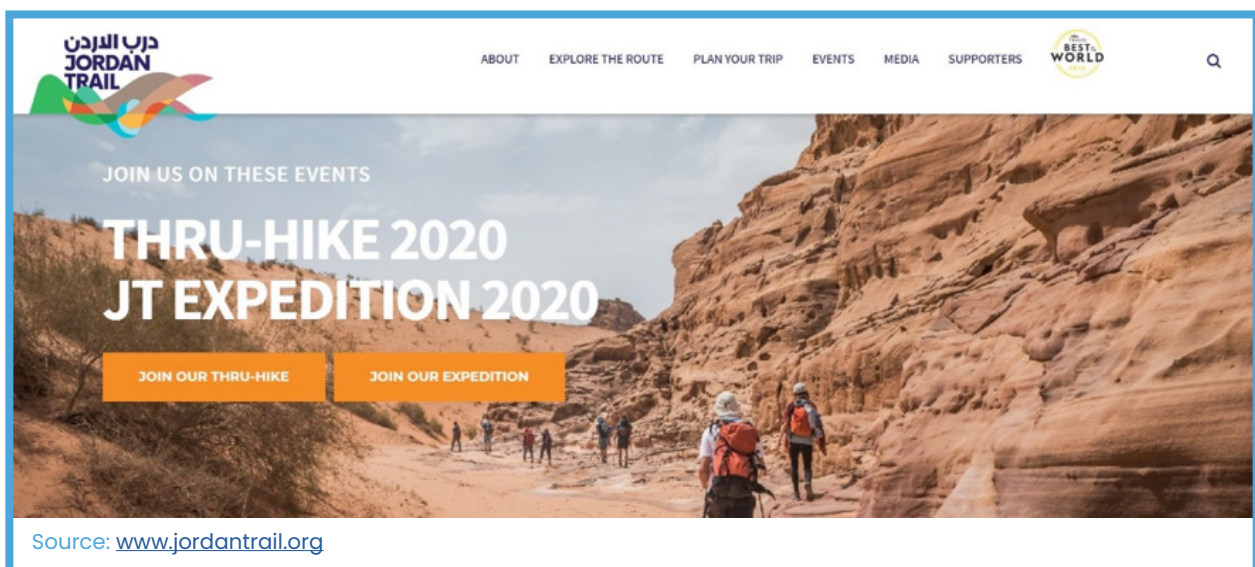 درب الاردن
JORDAN
TRAIL
ABOUT EXPLORE THE ROUTE PLAN YOUR TRIP EVENTS MEDIA SUPPORTERS
TRAVEL
BEST OF
WORLD
JOIN US ON THESE EVENTS
THRU-HIKE 2020
JT EXPEDITION 2020
JOIN OUR THRU-HIKE JOIN OUR EXPEDITION
Source: www.jordantrail.org